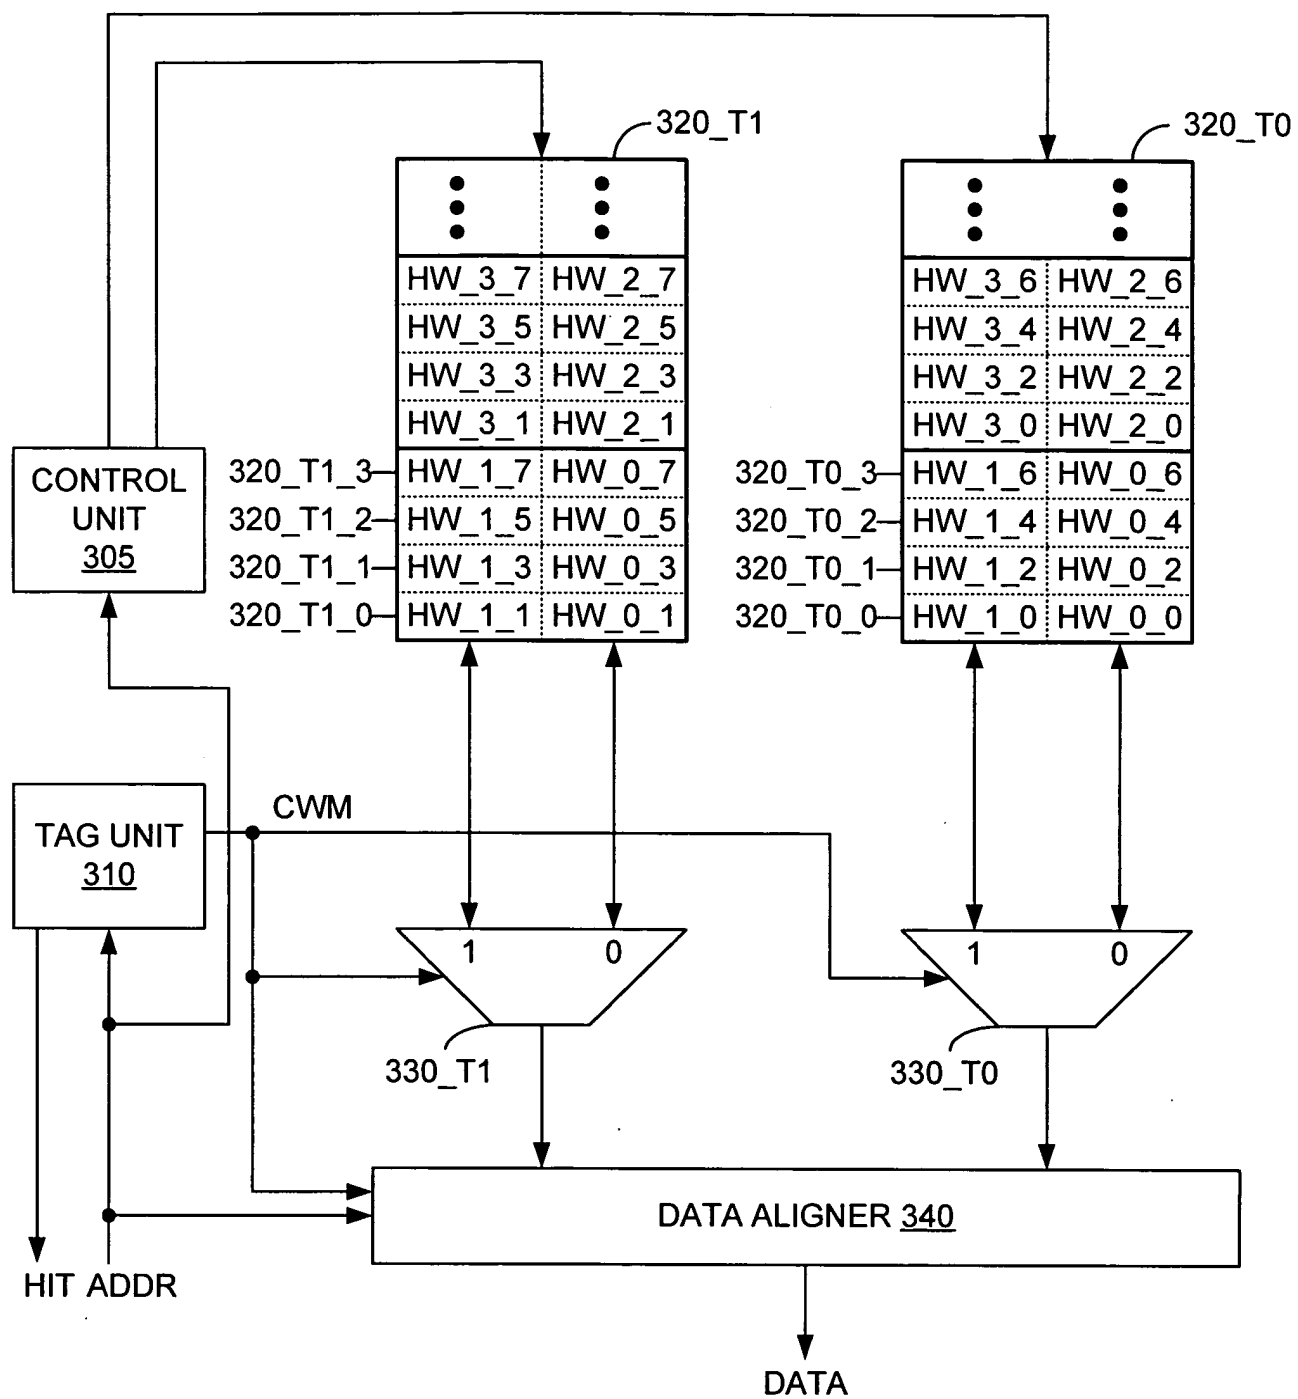 320_T1
320_T0
HW_3_7 HW_2_7
HW_3_5 HW_2_5
HW_3_3 HW_2_3
HW_3_1 HW_2_1
320_T1_3 HW_1_7 HW_0_7
320_T1_2 HW_1_5 HW_0_5
320_T1_1 HW_1_3 HW_0_3
320_T1_0 HW_1_1 HW_0_1
HW_3_6 HW_2_6
HW_3_4 HW_2_4
HW_3_2 HW_2_2
HW_3_0 HW_2_0
320_T0_3 HW_1_6 HW_0_6
320_T0_2 HW_1_4 HW_0_4
320_T0_1 HW_1_2 HW_0_2
320_T0_0 HW_1_0 HW_0_0
CONTROL
UNIT
305
TAG UNIT
310
CWM
1 0
1 0
330_T1
330_T0
DATA ALIGNER 340
HIT ADDR
DATA